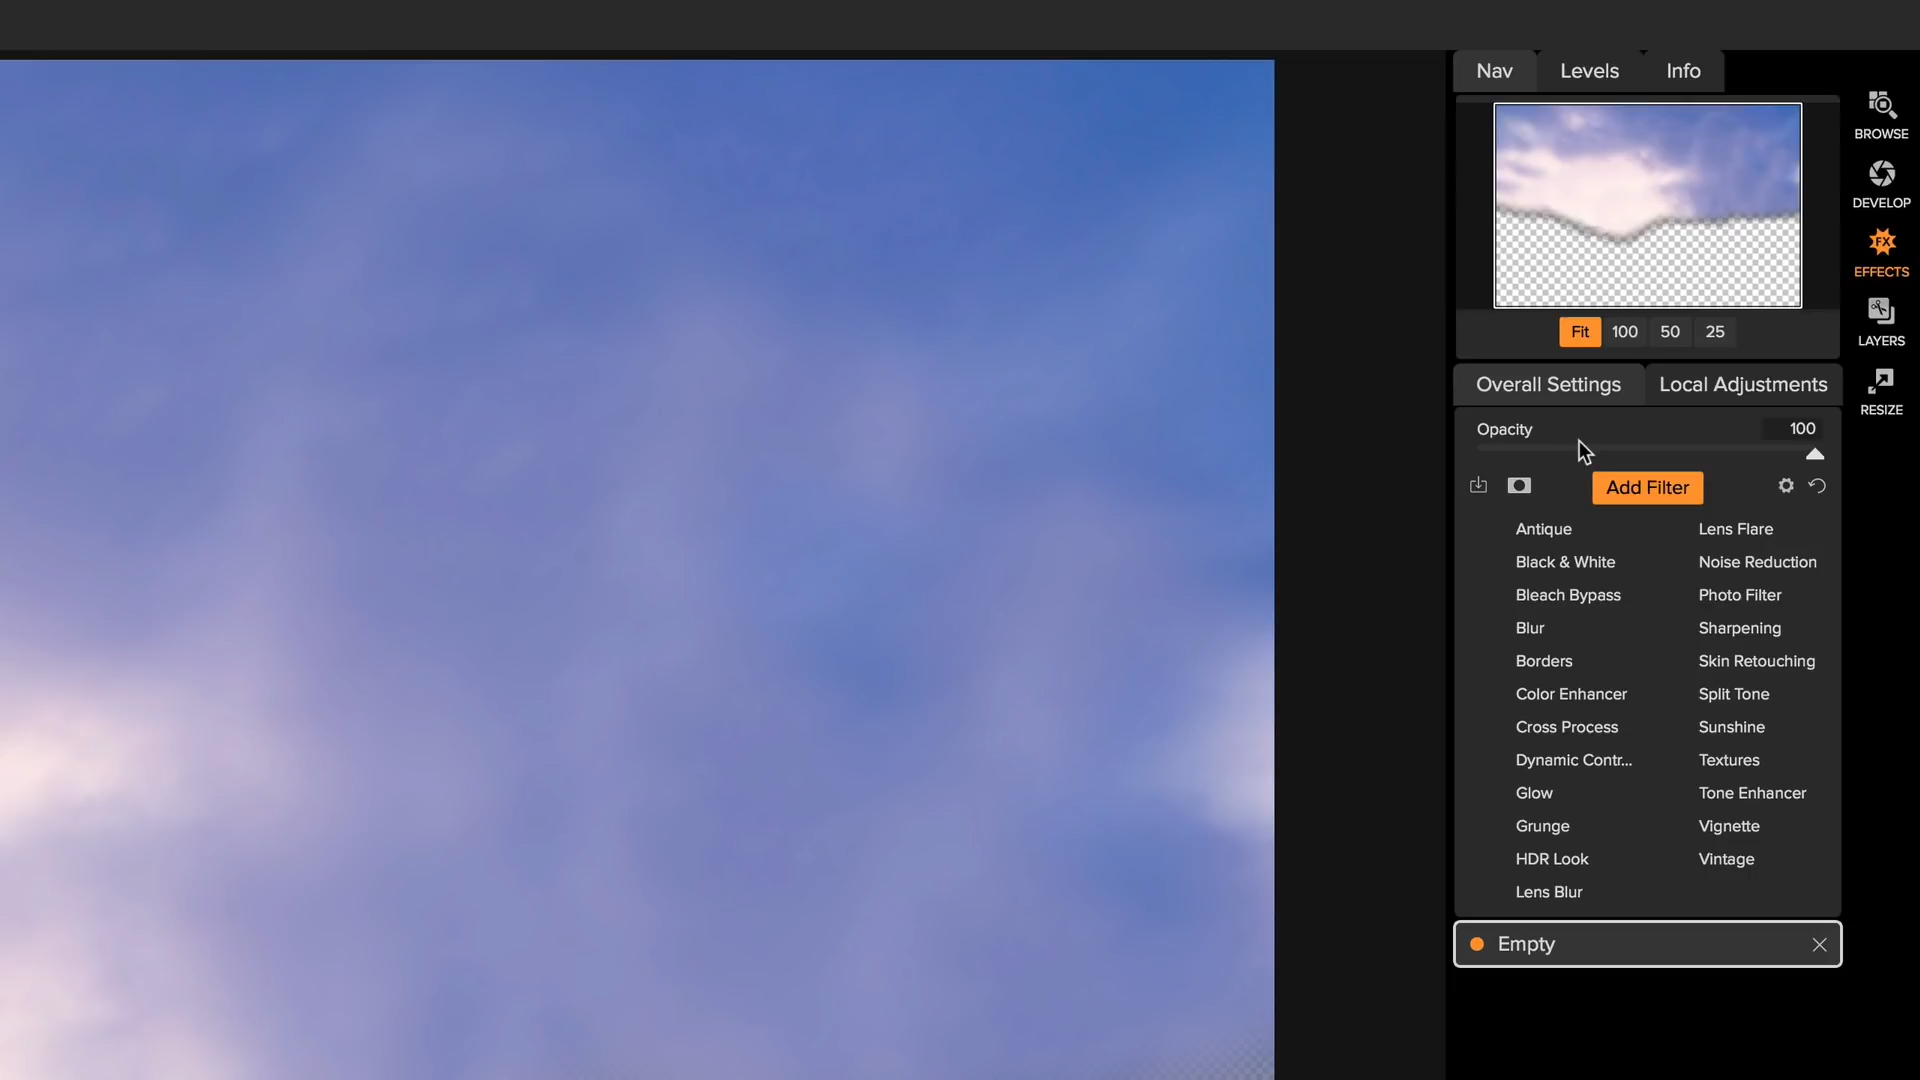 Nav Levels Info
BROWSE
DEVELOP
FX
EFFECTS
LAYERS
RESIZE
Fit 100 50 25
Overall Settings Local Adjustments
Opacity 100
Add Filter
Antique Lens Flare
Black & White Noise Reduction
Bleach Bypass Photo Filter
Blur Sharpening
Borders Skin Retouching
Color Enhancer Split Tone
Cross Process Sunshine
Dynamic Contr... Textures
Glow Tone Enhancer
Grunge Vignette
HDR Look Vintage
Lens Blur
Empty